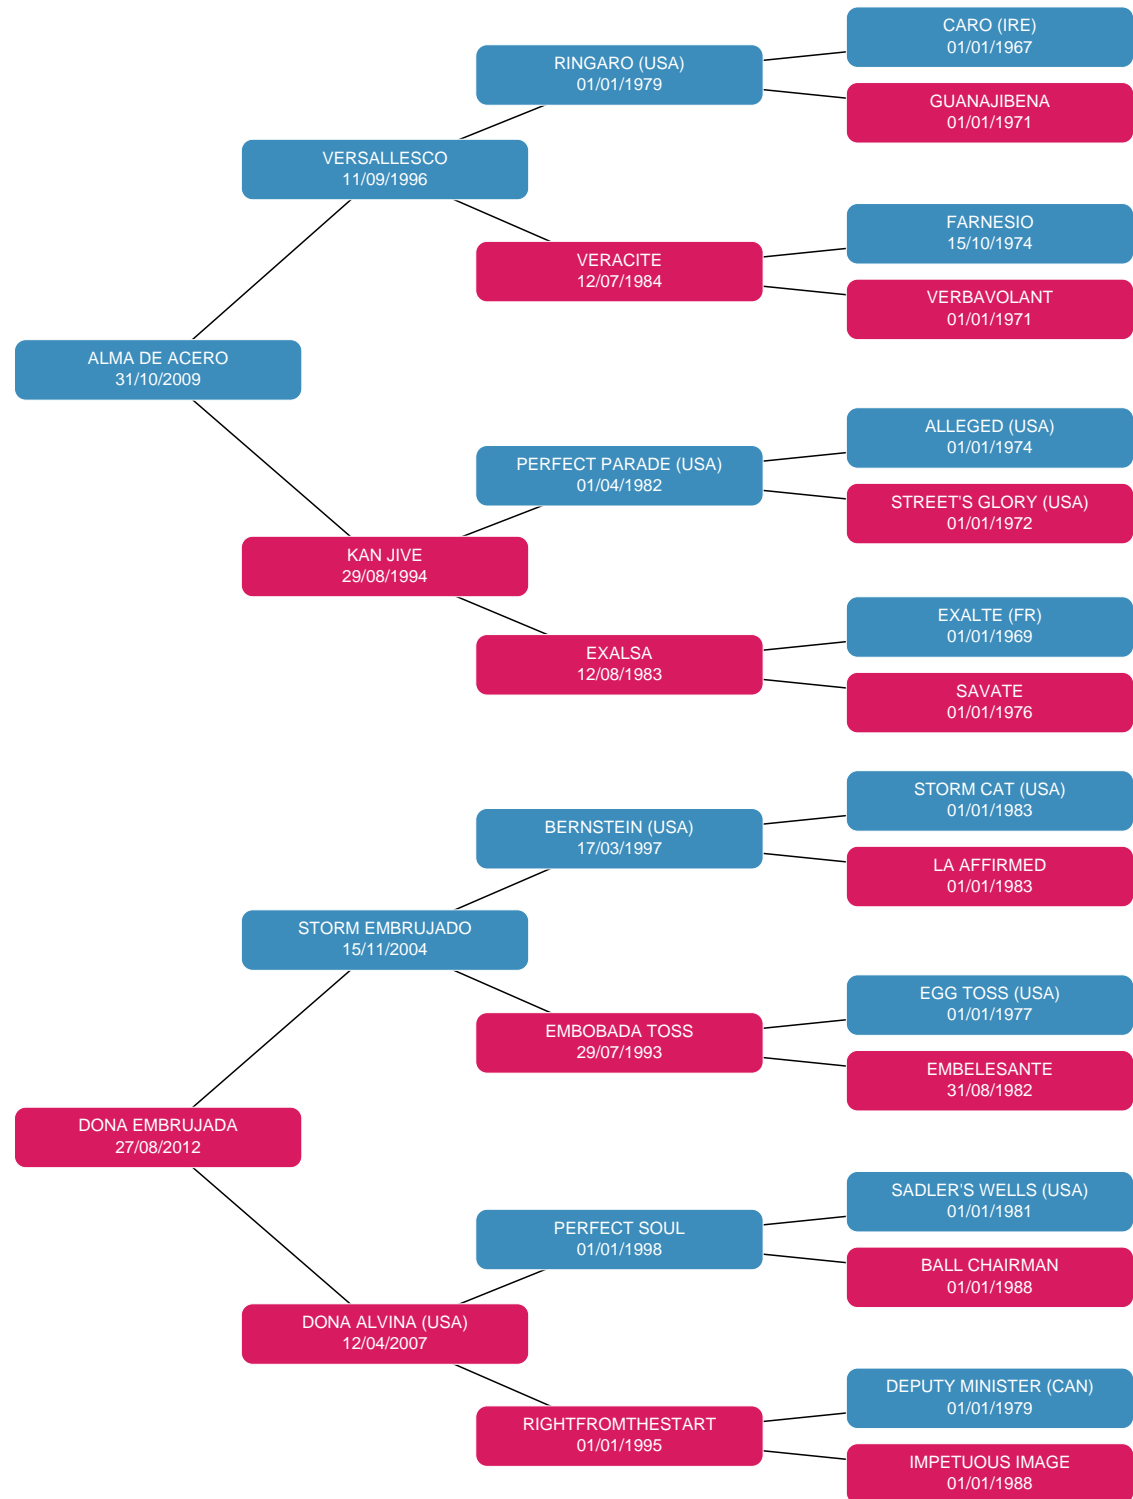 CARO (IRE)
01/01/1967
RINGARO (USA)
01/01/1979
GUANAJIBENA
01/01/1971
VERSALLESCO
11/09/1996
FARNESIO
15/10/1974
VERACITE
12/07/1984
VERBAVOLANT
01/01/1971
ALMA DE ACERO
31/10/2009
ALLEGED (USA)
01/01/1974
PERFECT PARADE (USA)
01/04/1982
STREET'S GLORY (USA)
01/01/1972
KAN JIVE
29/08/1994
EXALTE (FR)
01/01/1969
EXALSA
12/08/1983
SAVATE
01/01/1976
STORM CAT (USA)
01/01/1983
BERNSTEIN (USA)
17/03/1997
LA AFFIRMED
01/01/1983
STORM EMBRUJADO
15/11/2004
EGG TOSS (USA)
01/01/1977
EMBOBADA TOSS
29/07/1993
EMBELESANTE
31/08/1982
DONA EMBRUJADA
27/08/2012
SADLER'S WELLS (USA)
01/01/1981
PERFECT SOUL
01/01/1998
BALL CHAIRMAN
01/01/1988
DONA ALVINA (USA)
12/04/2007
DEPUTY MINISTER (CAN)
01/01/1979
RIGHTFROMTHESTART
01/01/1995
IMPETUOUS IMAGE
01/01/1988